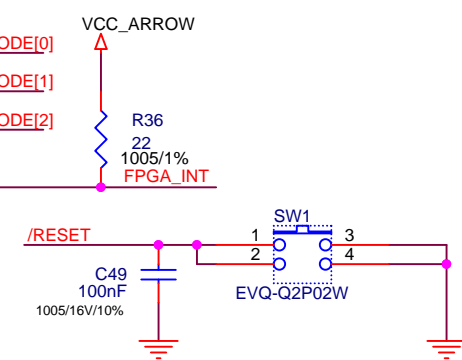 VCC_ARROW
ODE[0]
ODE[1]
ODE[2]
R36
22
1005/1%
FPGA_INT
/RESET
SW1
1
2
3
4
C49
100nF
1005/16V/10%
EVQ-Q2P02W